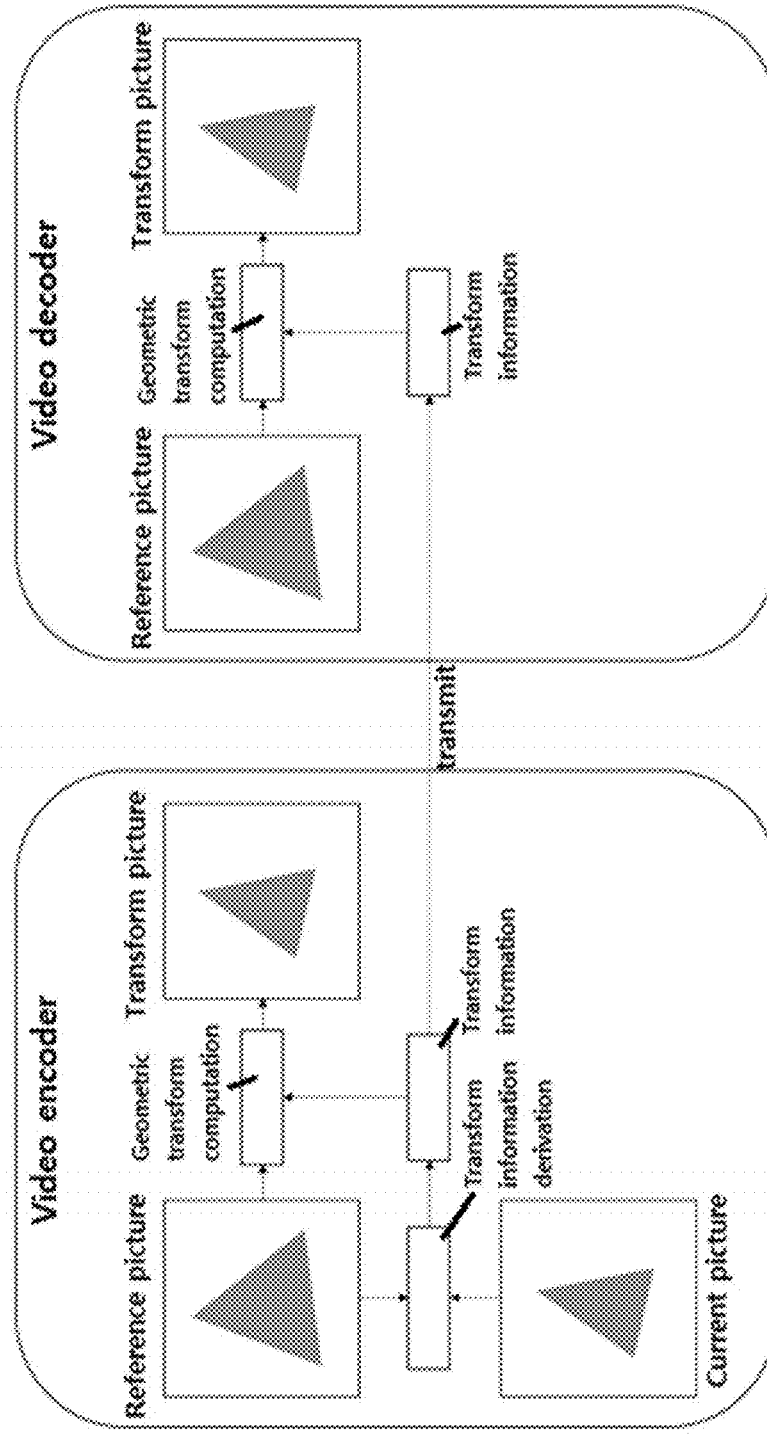 Video encoder
Reference picture
Geometric
transform
computation
Transform picture
Transform
information
derivation
Transform
information
Current picture
transmit
Video decoder
Reference picture
Geometric
transform
computation
Transform picture
Transform
information